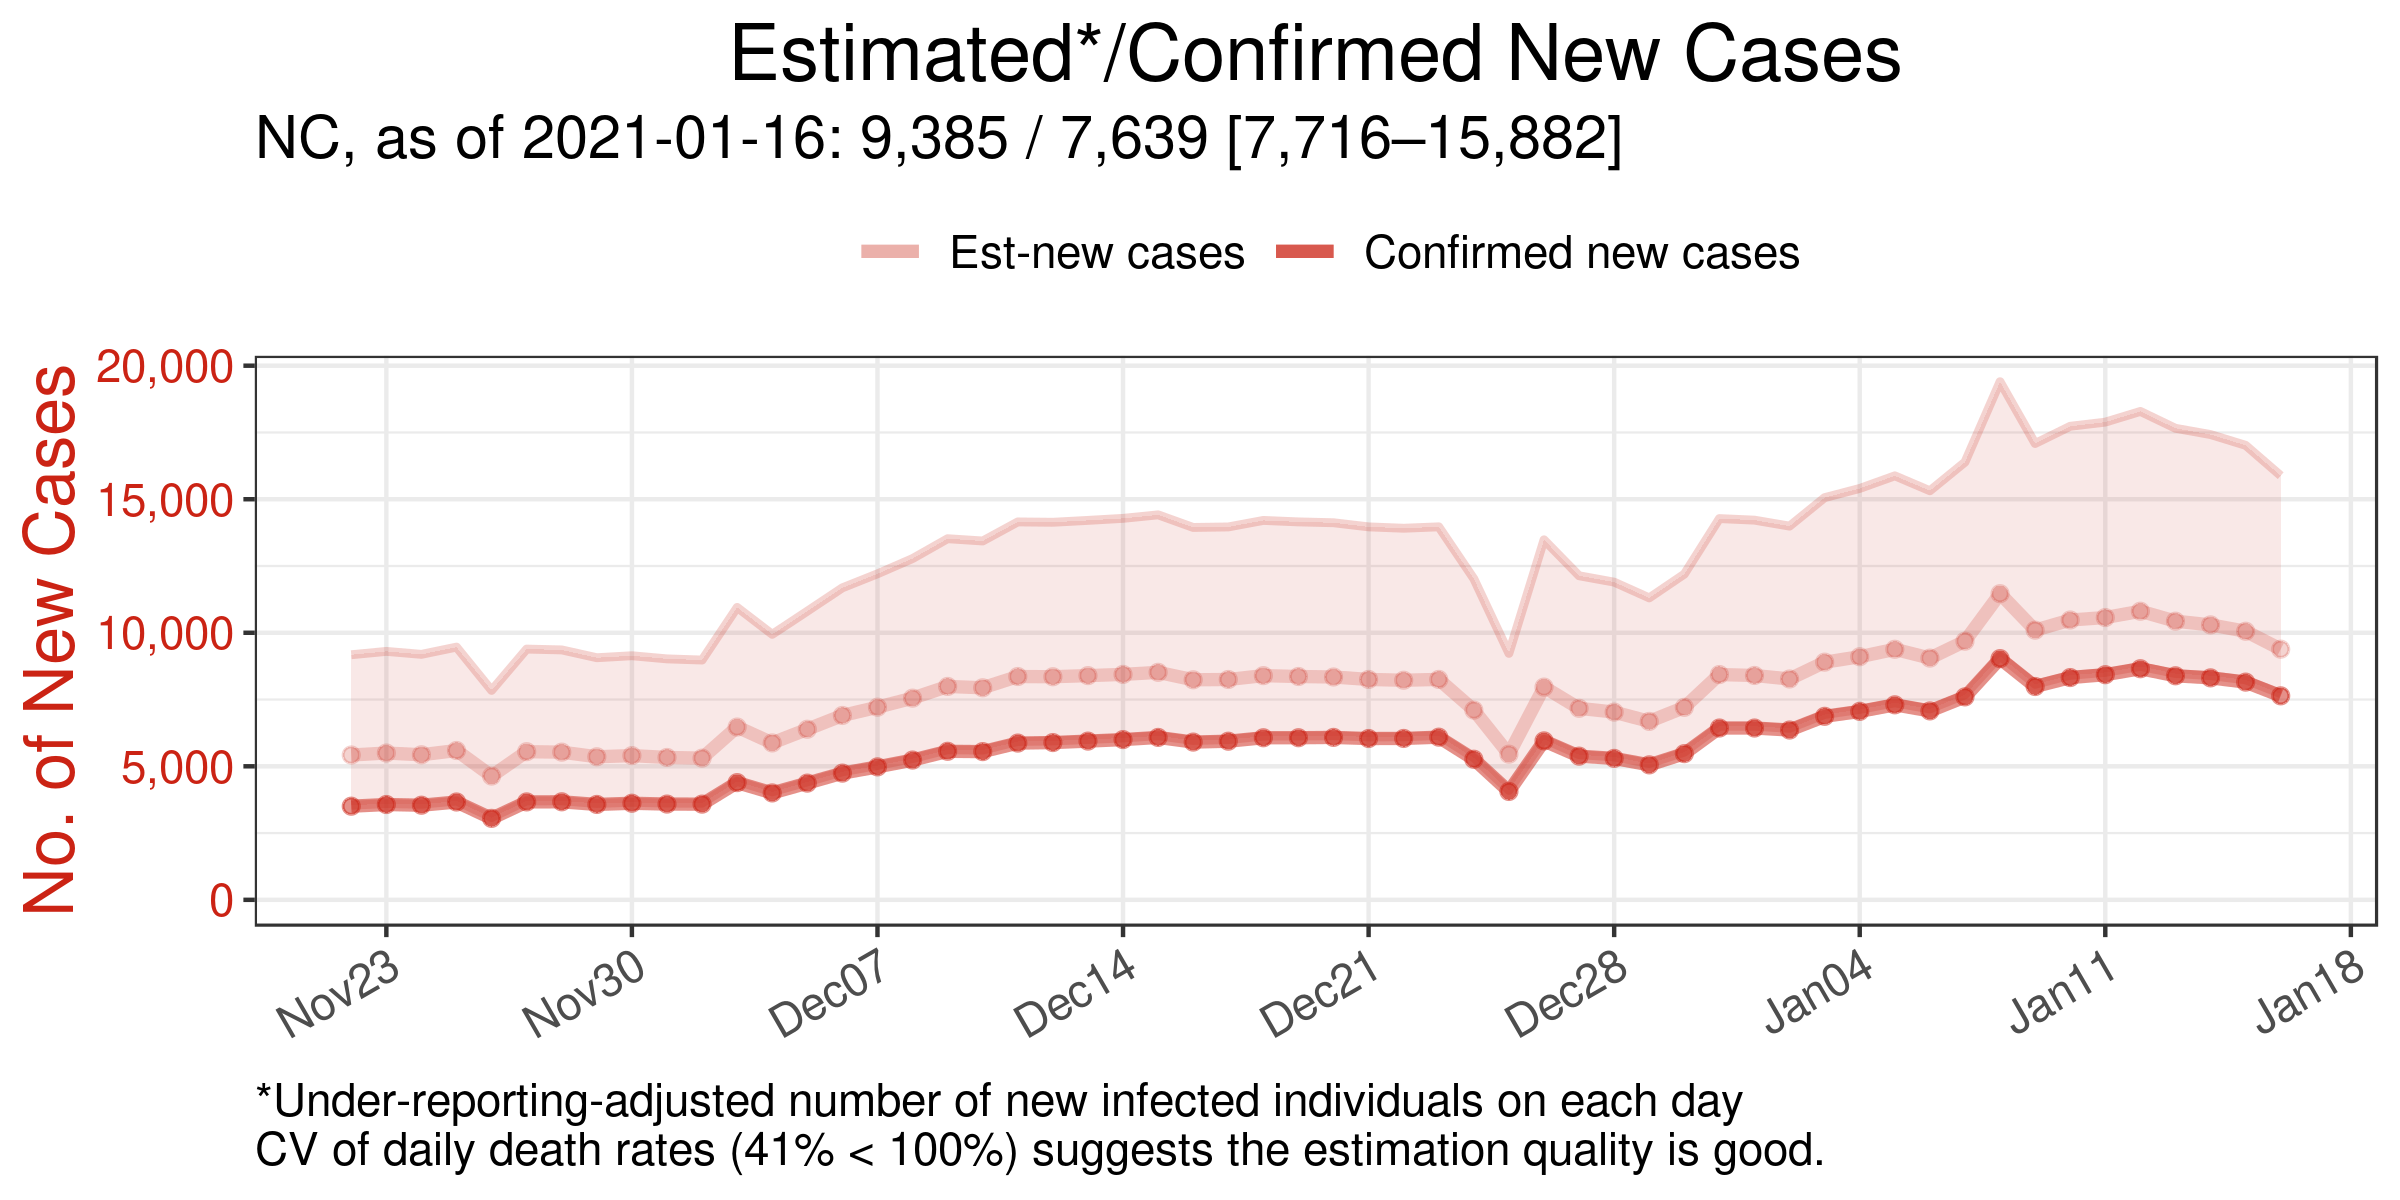 Estimated*/Confirmed New Cases
NC, as of 2021-01-16: 9,385 / 7,639 [7,716–15,882]
Est-new cases
Confirmed new cases
No. of New Cases
20,000
15,000
10,000
5,000
0
Nov23
Nov30
Dec07
Dec14
Dec21
Dec28
Jan04
Jan11
Jan18
*Under-reporting-adjusted number of new infected individuals on each day
CV of daily death rates (41% < 100%) suggests the estimation quality is good.